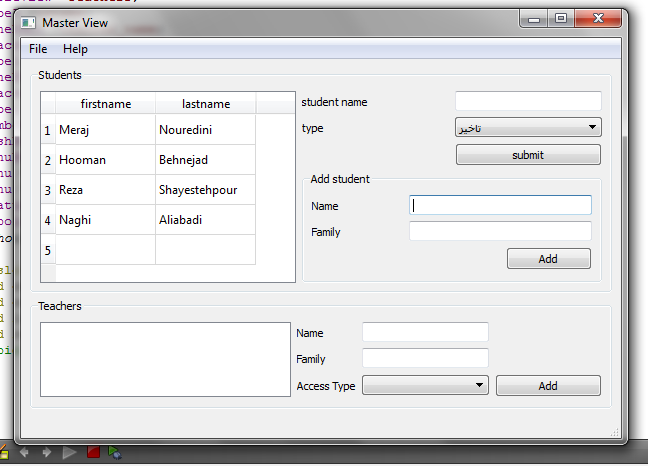 Master View
File Help
Students
firstname lastname
1 Meraj Nouredini
2 Hooman Behnejad
3 Reza Shayestehpour
4 Naghi Aliabadi
5
student name
type تاخیر
submit
Add student
Name
Family
Add
Teachers
Name
Family
Access Type Add